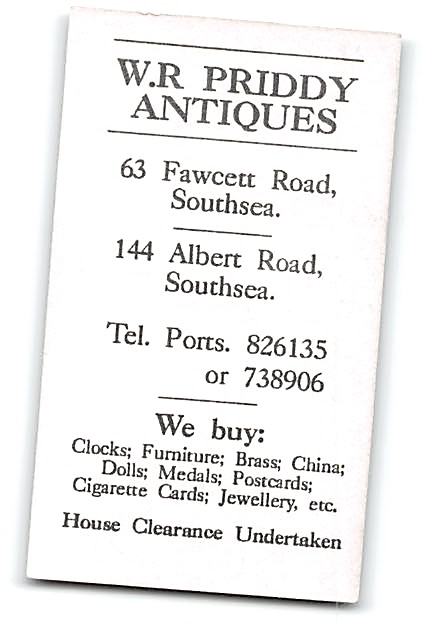 W.R PRIDDY
ANTIQUES
63 Fawcett Road,
Southsea.
144 Albert Road,
Southsea.
Tel. Ports. 826135
or 738906
We buy:
Clocks; Furniture; Brass; China;
Dolls; Medals; Postcards;
Cigarette Cards; Jewellery, etc.
House Clearance Undertaken